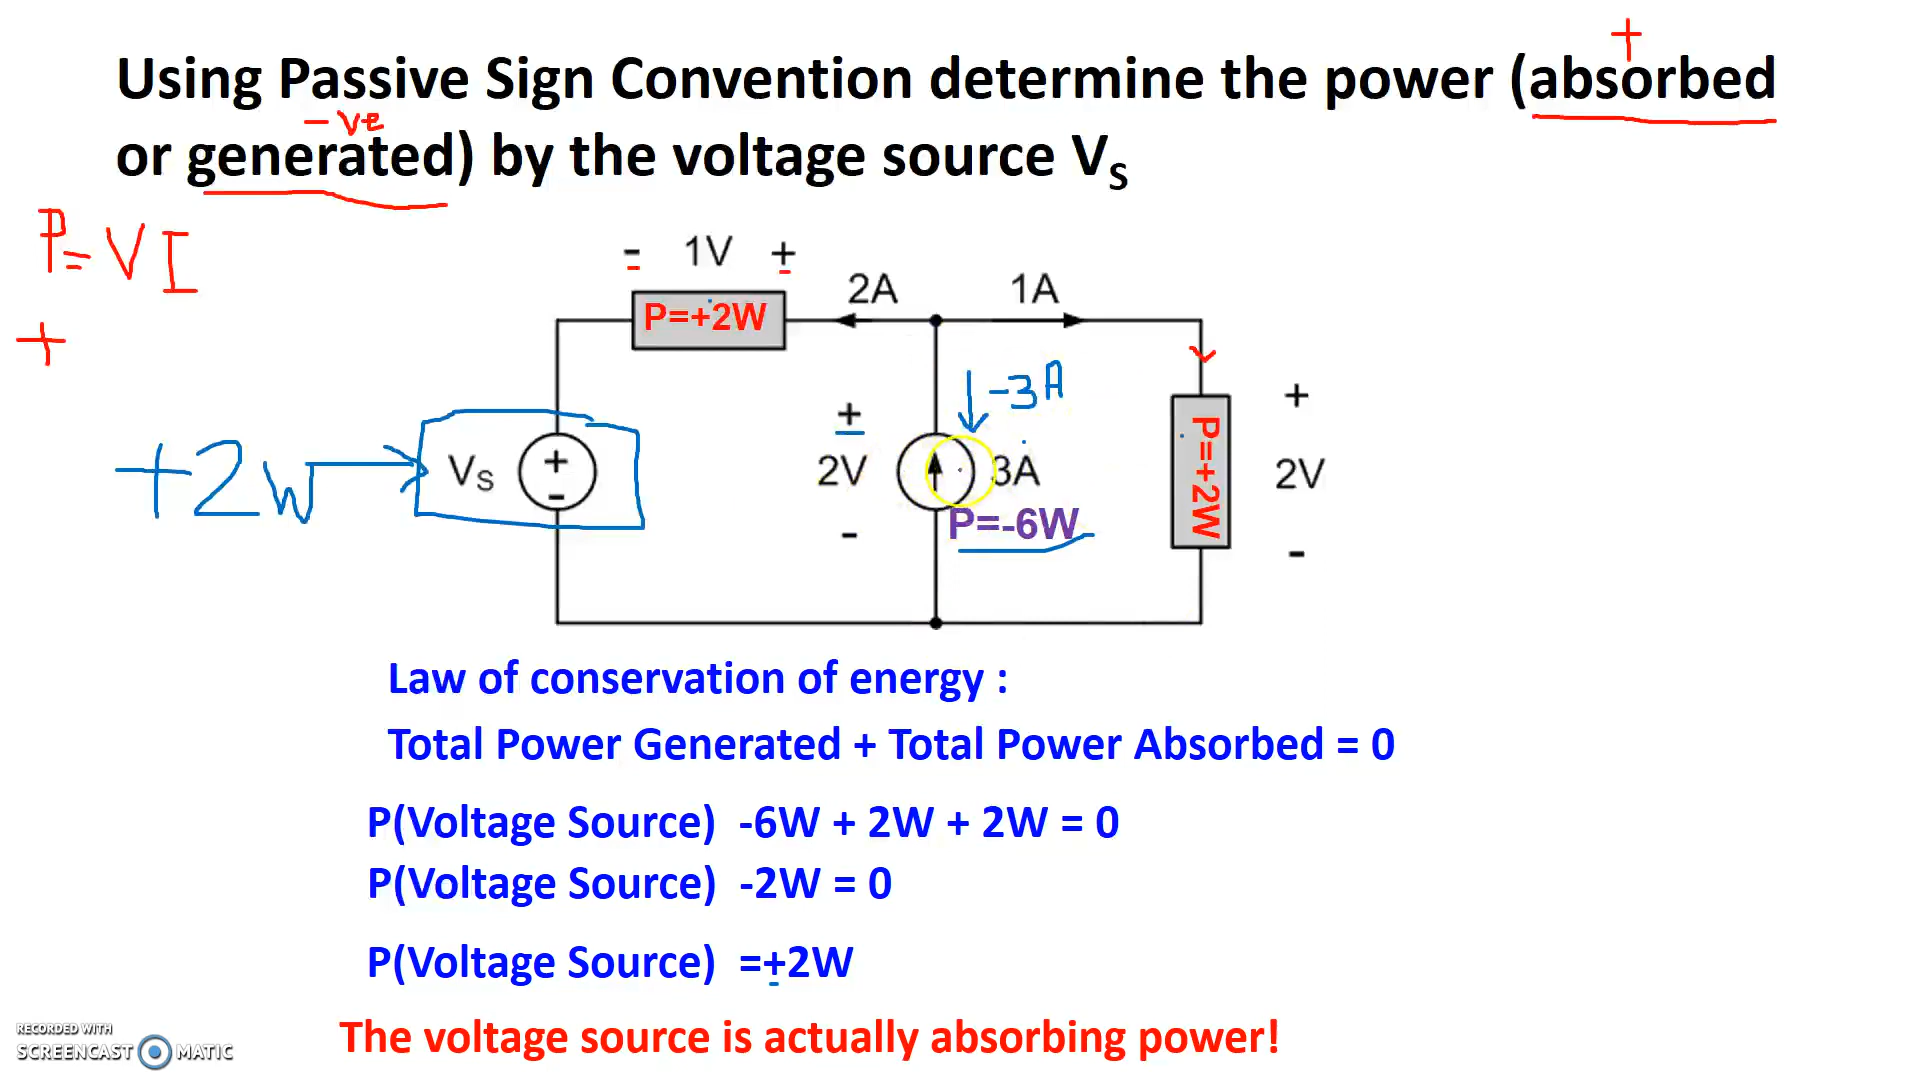 +
Using Passive Sign Convention determine the power (absorbed
-ve
or generated) by the voltage source VS
P= VI
+
- 1V +
2A
1A
P=+2W
-3A
+
+
+2W
VS
+
-
2V
3A
P=+2W
2V
P=-6W
-
-
Law of conservation of energy :
Total Power Generated + Total Power Absorbed = 0
P(Voltage Source) -6W + 2W + 2W = 0
P(Voltage Source) -2W = 0
P(Voltage Source) =+2W
The voltage source is actually absorbing power!
RECORDED WITH
SCREENCAST MATIC